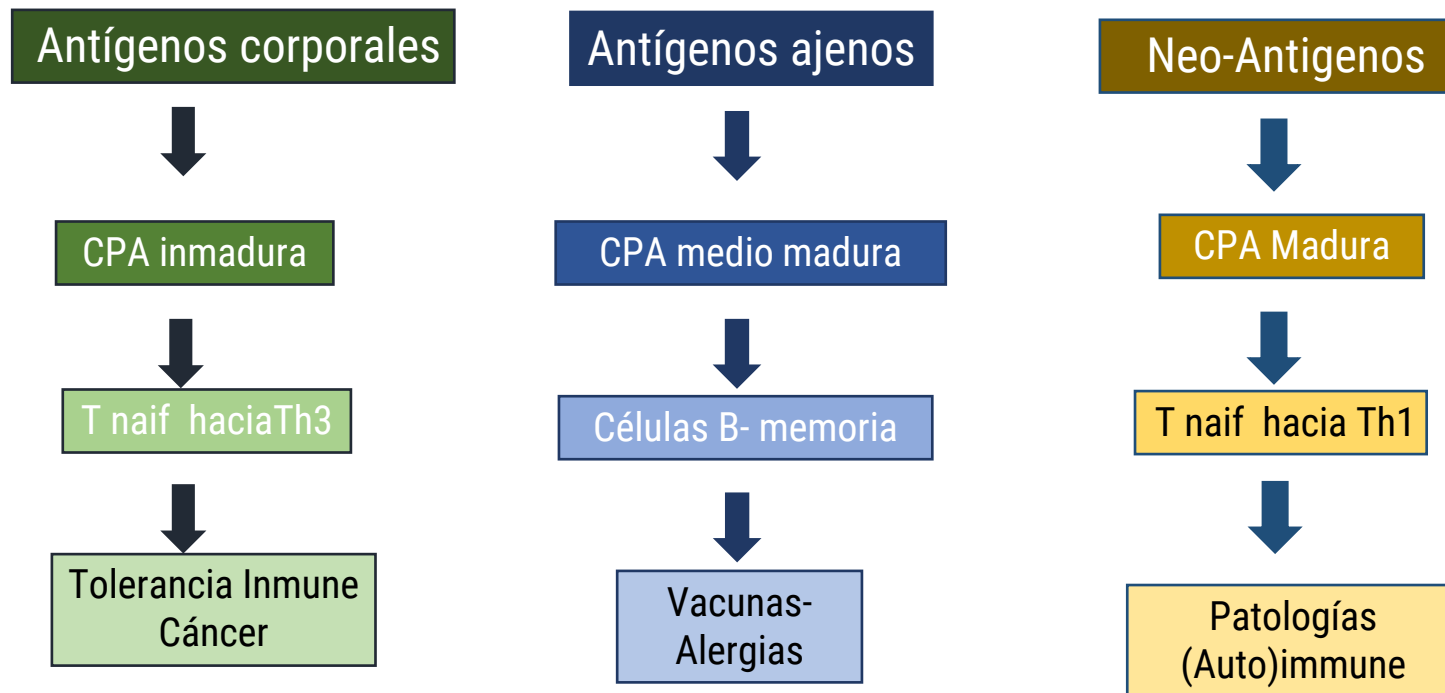 Antígenos corporales
CPA inmadura
T naif haciaTh3
Tolerancia Inmune
Cáncer
Antígenos ajenos
CPA medio madura
Células B- memoria
Vacunas-
Alergias
Neo-Antigenos
CPA Madura
T naif hacia Th1
Patologías
(Auto)immune